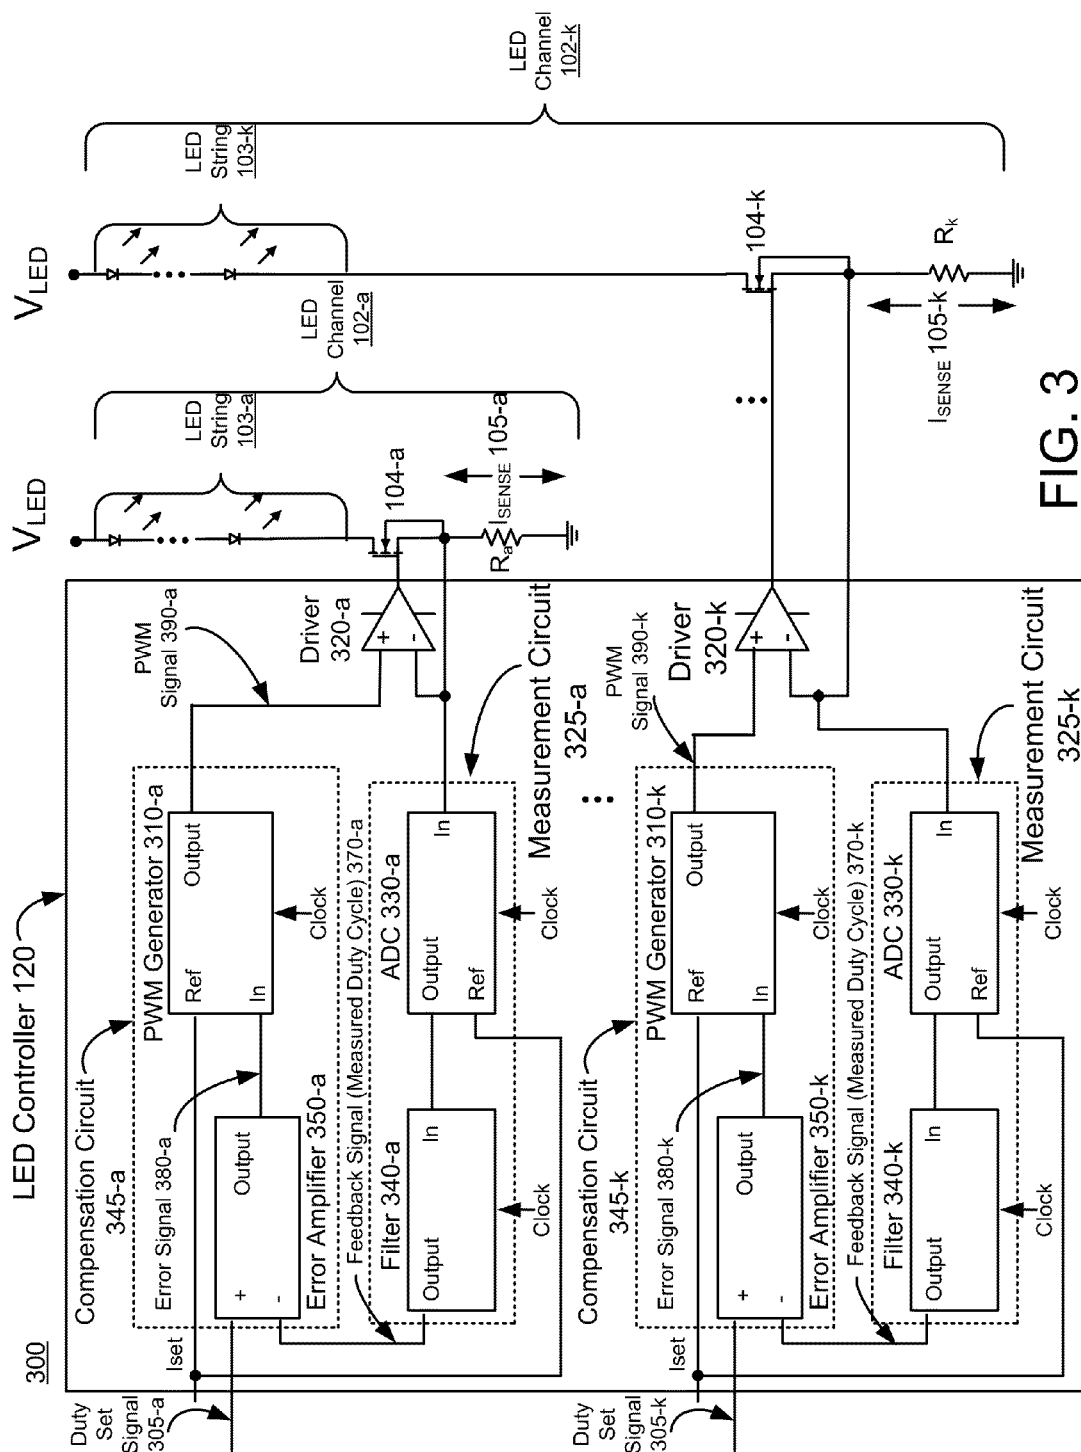 300
LED Controller 120
Duty
Set
Signal
305-a
Iset
Compensation Circuit
345-a
Error Signal 380-a
+
-
Output
Error Amplifier 350-a
PWM Generator 310-a
Ref
In
Output
Clock
PWM
Signal 390-a
Feedback Signal (Measured Duty Cycle) 370-a
Filter 340-a
Output
In
Clock
ADC 330-a
Output
Ref
In
Clock
Measurement Circuit
325-a
Driver
320-a
+
-
VLED
LED
String
103-a
LED
Channel
102-a
104-a
Ra
ISENSE 105-a
Duty
Set
Signal
305-k
Iset
Compensation Circuit
345-k
Error Signal 380-k
+
-
Output
Error Amplifier 350-k
PWM Generator 310-k
Ref
In
Output
Clock
PWM
Signal 390-k
Feedback Signal (Measured Duty Cycle) 370-k
Filter 340-k
Output
In
Clock
ADC 330-k
Output
Ref
In
Clock
Measurement Circuit
325-k
Driver
320-k
+
-
VLED
LED
String
103-k
LED
Channel
102-k
104-k
Rk
ISENSE 105-k
FIG. 3